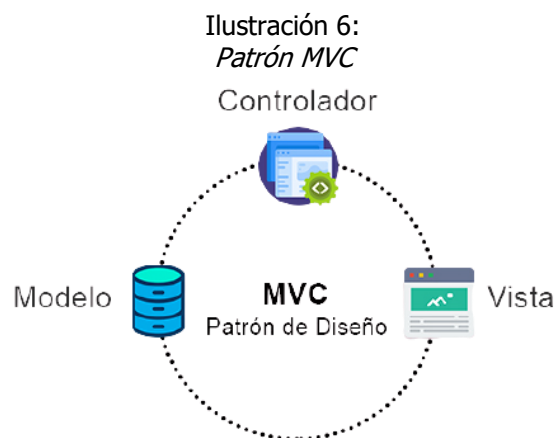 Ilustración 6:
Patrón MVC
Controlador
Modelo
MVC
Patrón de Diseño
Vista